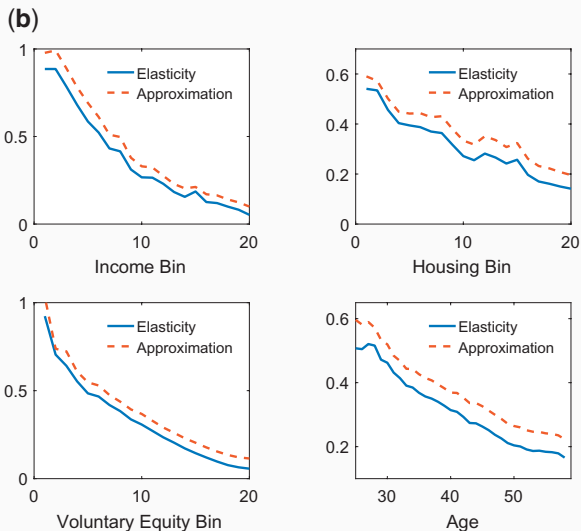 (b)
1
0.5
0
0 10 20
Elasticity
Approximation
Income Bin
0.6
0.4
0.2
0
0 10 20
Elasticity
Approximation
Housing Bin
1
0.5
0
0 10 20
Elasticity
Approximation
Voluntary Equity Bin
0.6
0.4
0.2
30 40 50
Elasticity
Approximation
Age